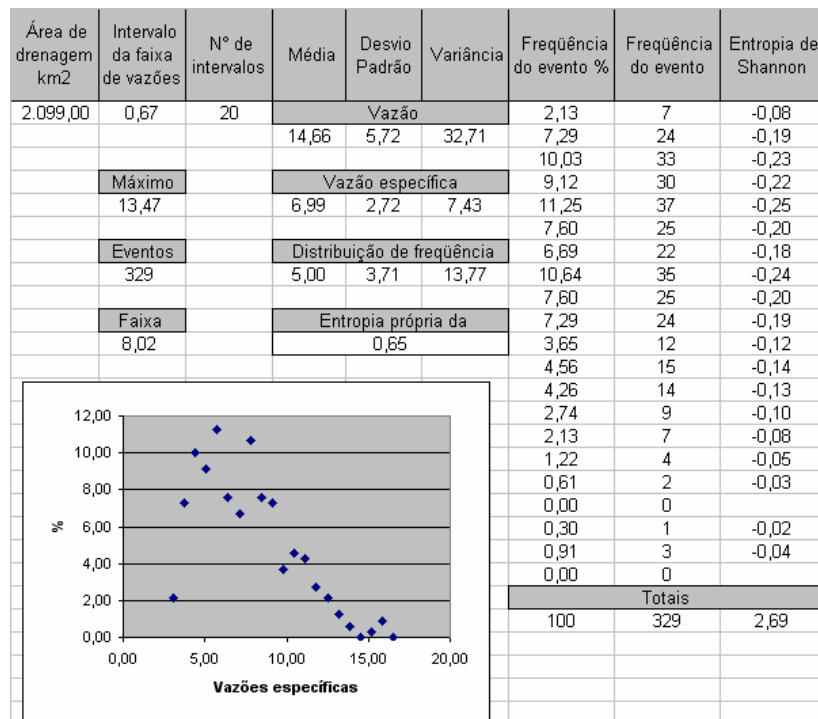 Área de drenagem km2 Intervalo da faixa de vazões N° de intervalos Média Desvio Padrão Variância Freqüência do evento % Freqüência do evento Entropia de Shannon
2.099,00 0,67 20 Vazão 2,13 7 -0,08
14,66 5,72 32,71 7,29 24 -0,19
10,03 33 -0,23
Máximo Vazão específica 9,12 30 -0,22
13,47 6,99 2,72 7,43 11,25 37 -0,25
7,60 25 -0,20
Eventos Distribuição de freqüência 6,69 22 -0,18
329 5,00 3,71 13,77 10,64 35 -0,24
7,60 25 -0,20
Faixa Entropia própria da 7,29 24 -0,19
8,02 0,65 3,65 12 -0,12
4,56 15 -0,14
4,26 14 -0,13
2,74 9 -0,10
2,13 7 -0,08
1,22 4 -0,05
0,61 2 -0,03
0,00 0
0,30 1 -0,02
0,91 3 -0,04
0,00 0
Totais
100 329 2,69
12,00
10,00
8,00
6,00
4,00
2,00
0,00
%
0,00 5,00 10,00 15,00 20,00
Vazões específicas